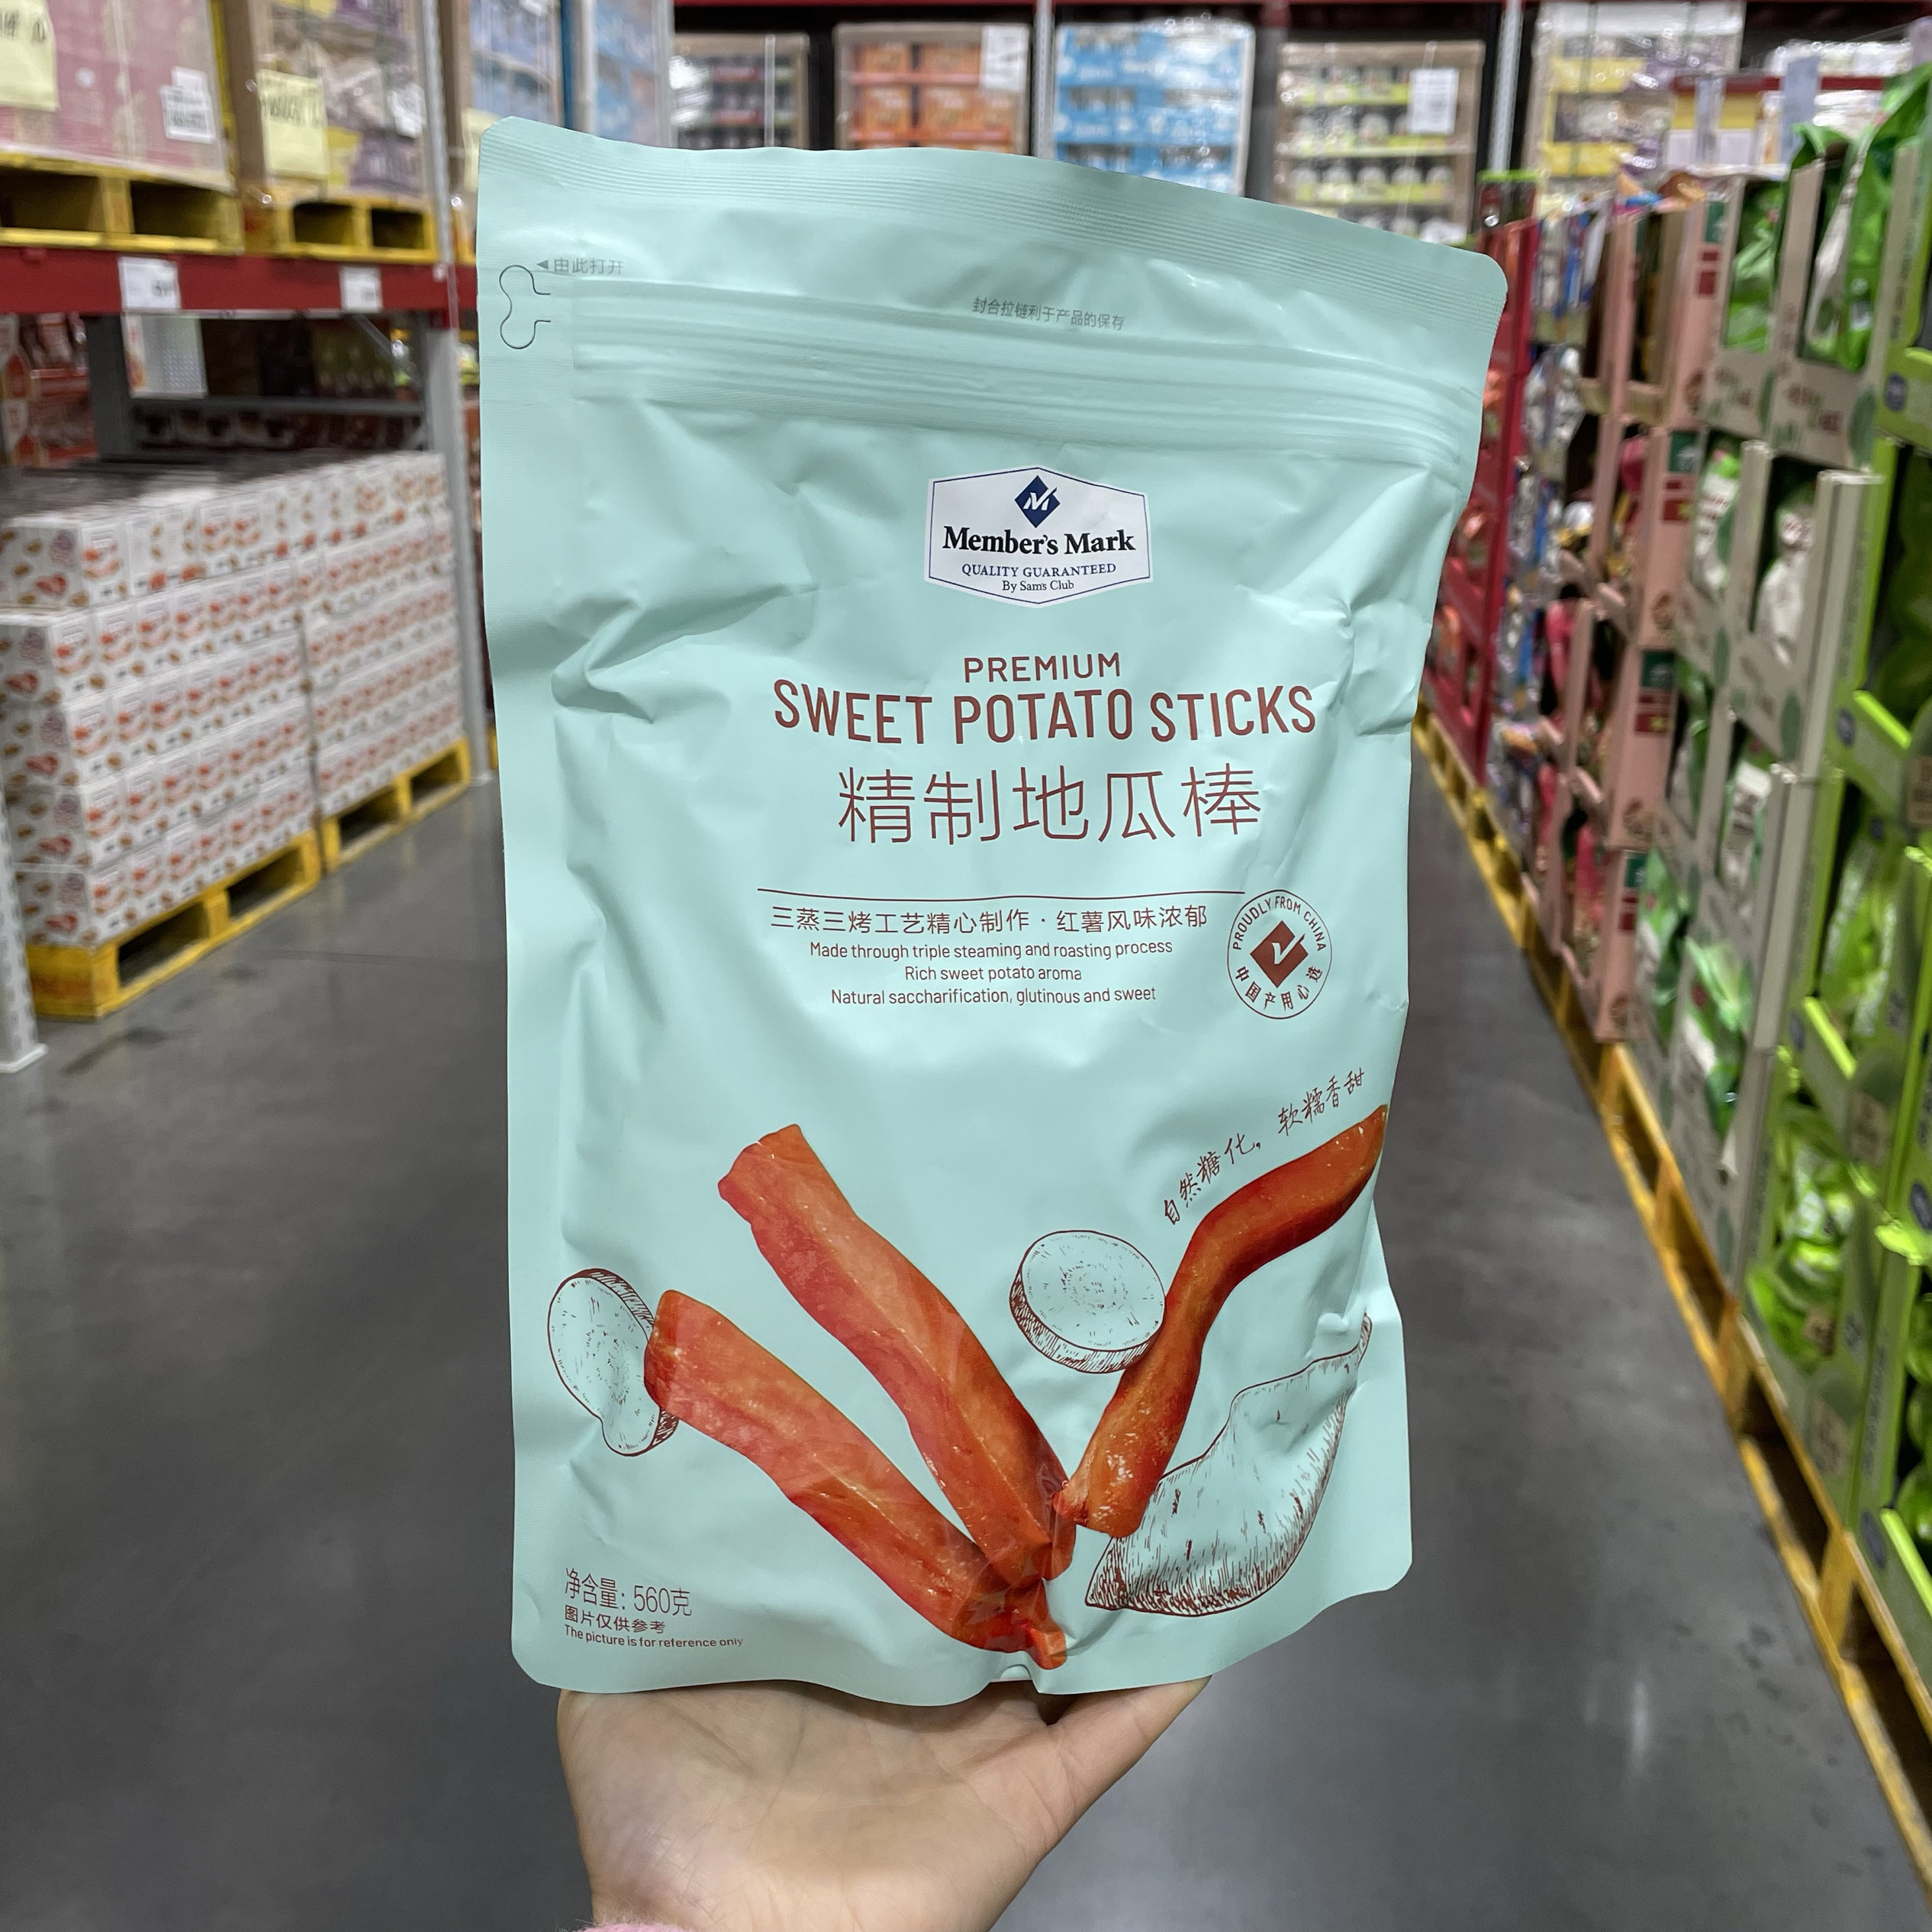 ◀由此打开
封合拉链利于产品的保存
Member's Mark
QUALITY GUARANTEED
By Sam's Club
PREMIUM
SWEET POTATO STICKS
精制地瓜棒
三蒸三烤工艺精心制作·红薯风味浓郁
Made through triple steaming and roasting process
Rich sweet potato aroma
Natural saccharification, glutinous and sweet
PROUDLY FROM CHINA
中国产用心选
自然糖化，软糯香甜
净含量: 560克
图片仅供参考
The picture is for reference only